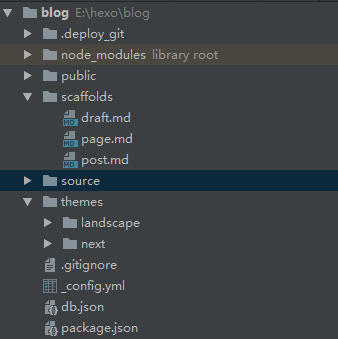 blog E:\hexo\blog
.deploy_git
node_modules library root
public
scaffolds
draft.md
page.md
post.md
source
themes
landscape
next
.gitignore
_config.yml
db.json
package.json